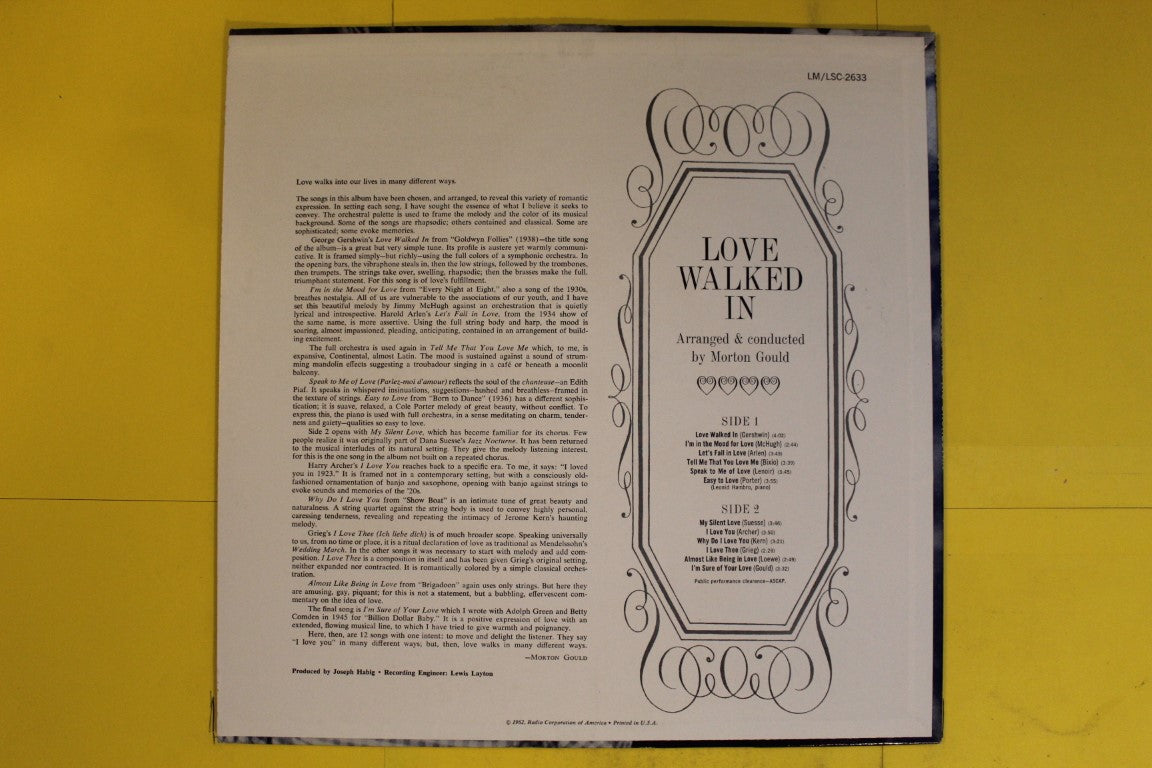 LM/LSC-2633
Love walks into our lives in many different ways.
The songs in this album have been chosen, and arranged, to reveal this variety of romantic
expression. In setting each song, I have sought the essence of what I believe it seeks to
convey. The orchestral palette is used to frame the melody and the color of its musical
background. Some of the songs are rhapsodic; others contained and classical. Some are
sophisticated; some evoke memories.
George Gershwin's Love Walked In from "Goldwyn Follies" (1938)—the title song
of the album—is a great but very simple tune. Its profile is austere yet warmly communi-
cative. It is framed simply—but richly—using the full colors of a symphonic orchestra. In
the opening bars, the vibraphone steals in, then the low strings, followed by the trombones,
then trumpets. The strings take over, swelling, rhapsodic; then the brasses make the full,
triumphant statement. For this song is of love's fulfillment.
I'm in the Mood for Love from "Every Night at Eight," also a song of the 1930s,
breathes nostalgia. All of us are vulnerable to the associations of our youth, and I have
set this beautiful melody by Jimmy McHugh against an orchestration that is quietly
lyrical and introspective. Harold Arlen's Let's Fall in Love, from the 1934 show of
the same name, is more assertive. Using the full string body and harp, the mood is
soaring, almost impassioned, pleading, anticipating, contained in an arrangement of build-
ing excitement.
The full orchestra is used again in Tell Me That You Love Me which, to me, is
expansive, Continental, almost Latin. The mood is sustained against a sound of strum-
ming mandolin effects suggesting a troubadour singing in a café or beneath a moonlit
balcony.
Speak to Me of Love (Parlez-moi d'amour) reflects the soul of the chanteuse—an Edith
Piaf. It speaks in whispered insinuations, suggestions—hushed and breathless—framed in
the texture of strings. Easy to Love from "Born to Dance" (1936) has a different sophis-
tication; it is suave, relaxed, a Cole Porter melody of great beauty, without conflict. To
express this, the piano is used with full orchestra, in a sense meditating on charm, tender-
ness and gaiety—qualities so easy to love.
Side 2 opens with My Silent Love, which has become familiar for its chorus. Few
people realize it was originally part of Dana Suesse's Jazz Nocturne. It has been returned
to the musical interludes of its natural setting. They give the melody listening interest,
for this is the one song in the album not built on a repeated chorus.
Harry Archer's I Love You reaches back to a specific era. To me, it says: "I loved
you in 1923." It is framed not in a contemporary setting, but with a consciously old-
fashioned ornamentation of banjo and saxophone, opening with banjo against strings to
evoke sounds and memories of the '20s.
Why Do I Love You from "Show Boat" is an intimate tune of great beauty and
naturalness. A string quartet against the string body is used to convey highly personal,
caressing tenderness, revealing and repeating the intimacy of Jerome Kern's haunting
melody.
Grieg's I Love Thee (Ich liebe dich) is of much broader scope. Speaking universally
to us, from no time or place, it is a ritual declaration of love as traditional as Mendelssohn's
Wedding March. In the other songs it was necessary to start with melody and add com-
position. I Love Thee is a composition in itself and has been given Grieg's original setting,
neither expanded nor contracted. It is romantically colored by a simple classical orches-
tration.
Almost Like Being in Love from "Brigadoon" again uses only strings. But here they
are amusing, gay, piquant; for this is not a statement, but a bubbling, effervescent com-
mentary on the idea of love.
The final song is I'm Sure of Your Love which I wrote with Adolph Green and Betty
Comden in 1945 for "Billion Dollar Baby." It is a positive expression of love with an
extended, flowing musical line, to which I have tried to give warmth and poignancy.
Here, then, are 12 songs with one intent: to move and delight the listener. They say
"I love you" in many different ways; but, then, love walks in many different ways.
—MORTON GOULD
Produced by Joseph Habig • Recording Engineer: Lewis Layton
LOVE
WALKED
IN
Arranged & conducted
by Morton Gould
SIDE 1
Love Walked In (Gershwin) (4:02)
I'm in the Mood for Love (McHugh) (2:44)
Let's Fall in Love (Arlen) (3:43)
Tell Me That You Love Me (Bixio) (3:39)
Speak to Me of Love (Lenoir) (3:45)
Easy to Love (Porter) (3:55)
(Leonid Hambro, piano)
SIDE 2
My Silent Love (Suesse) (3:46)
I Love You (Archer) (3:50)
Why Do I Love You (Kern) (3:21)
I Love Thee (Grieg) (2:29)
Almost Like Being in Love (Loewe) (2:49)
I'm Sure of Your Love (Gould) (2:32)
Public performance clearance—ASCAP.
© 1962, Radio Corporation of America • Printed in U.S.A.